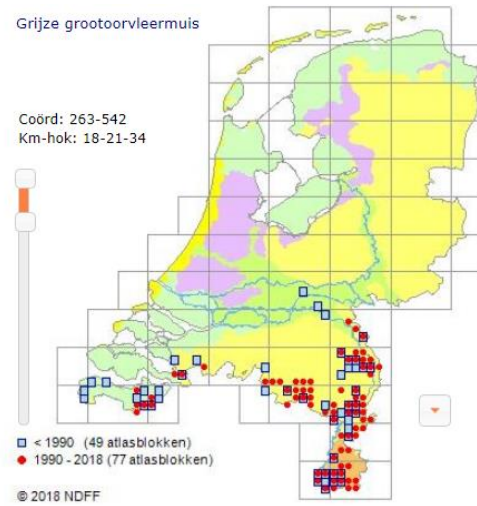 Grijze grootoorvleermuis
Coörd: 263-542
Km-hok: 18-21-34
< 1990 (49 atlasblokken)
1990 - 2018 (77 atlasblokken)
© 2018 NDFF